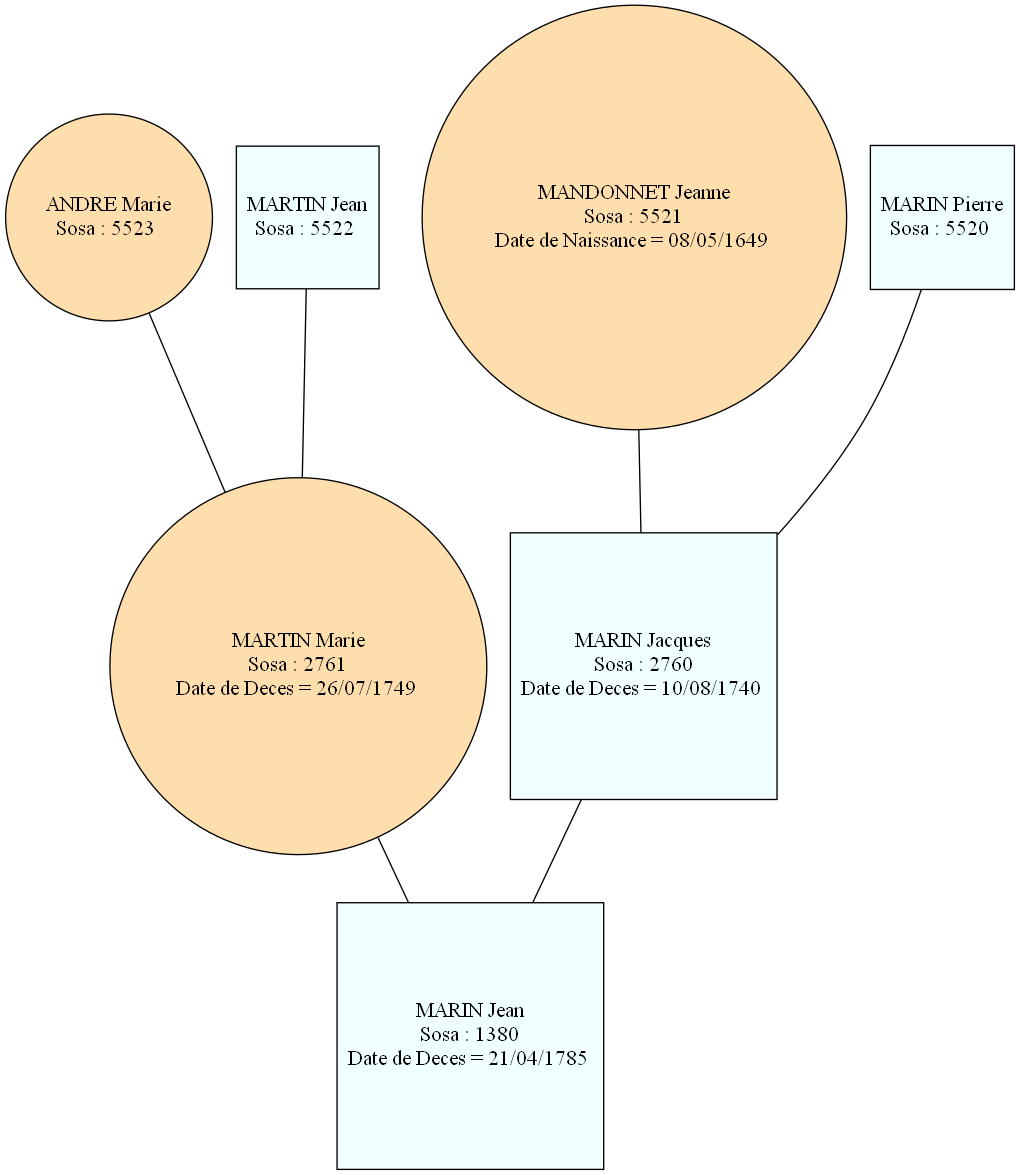 ANDRE Marie
Sosa : 5523
MARTIN Jean
Sosa : 5522
MANDONNET Jeanne
Sosa : 5521
Date de Naissance = 08/05/1649
MARIN Pierre
Sosa : 5520
MARTIN Marie
Sosa : 2761
Date de Deces = 26/07/1749
MARIN Jacques
Sosa : 2760
Date de Deces = 10/08/1740
MARIN Jean
Sosa : 1380
Date de Deces = 21/04/1785